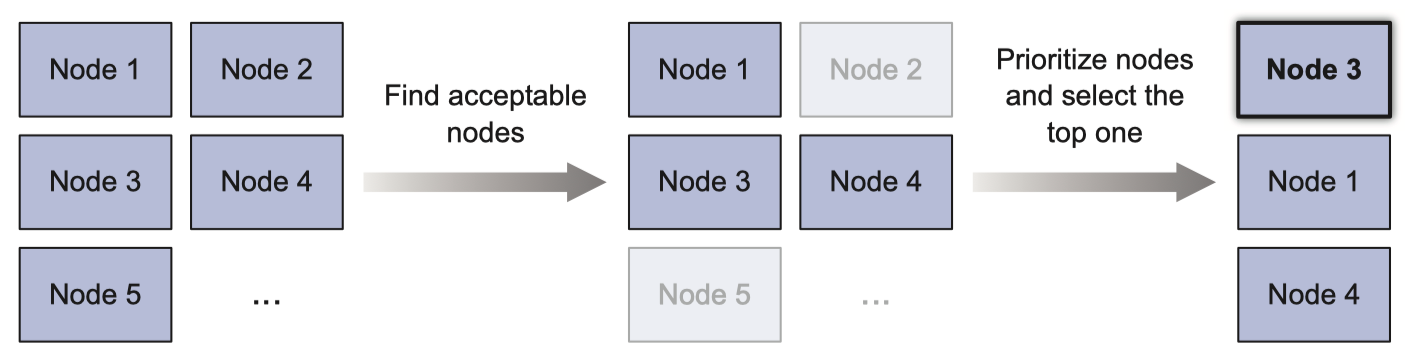 Node 1
Node 2
Node 3
Node 4
Node 5
...
Find acceptable
nodes
Node 1
Node 2
Node 3
Node 4
Node 5
...
Prioritize nodes
and select the
top one
Node 3
Node 1
Node 4